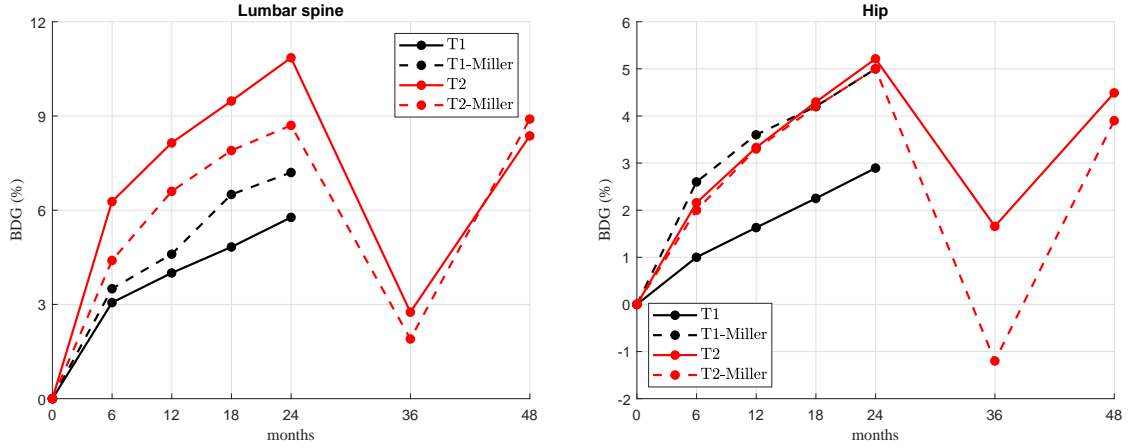 Lumbar spine
12
9
6
3
0
BDG (%)
T1
T1-Miller
T2
T2-Miller
0 6 12 18 24 36 48
months
Hip
6
5
4
3
2
1
0
-1
-2
BDG (%)
T1
T1-Miller
T2
T2-Miller
0 6 12 18 24 36 48
months